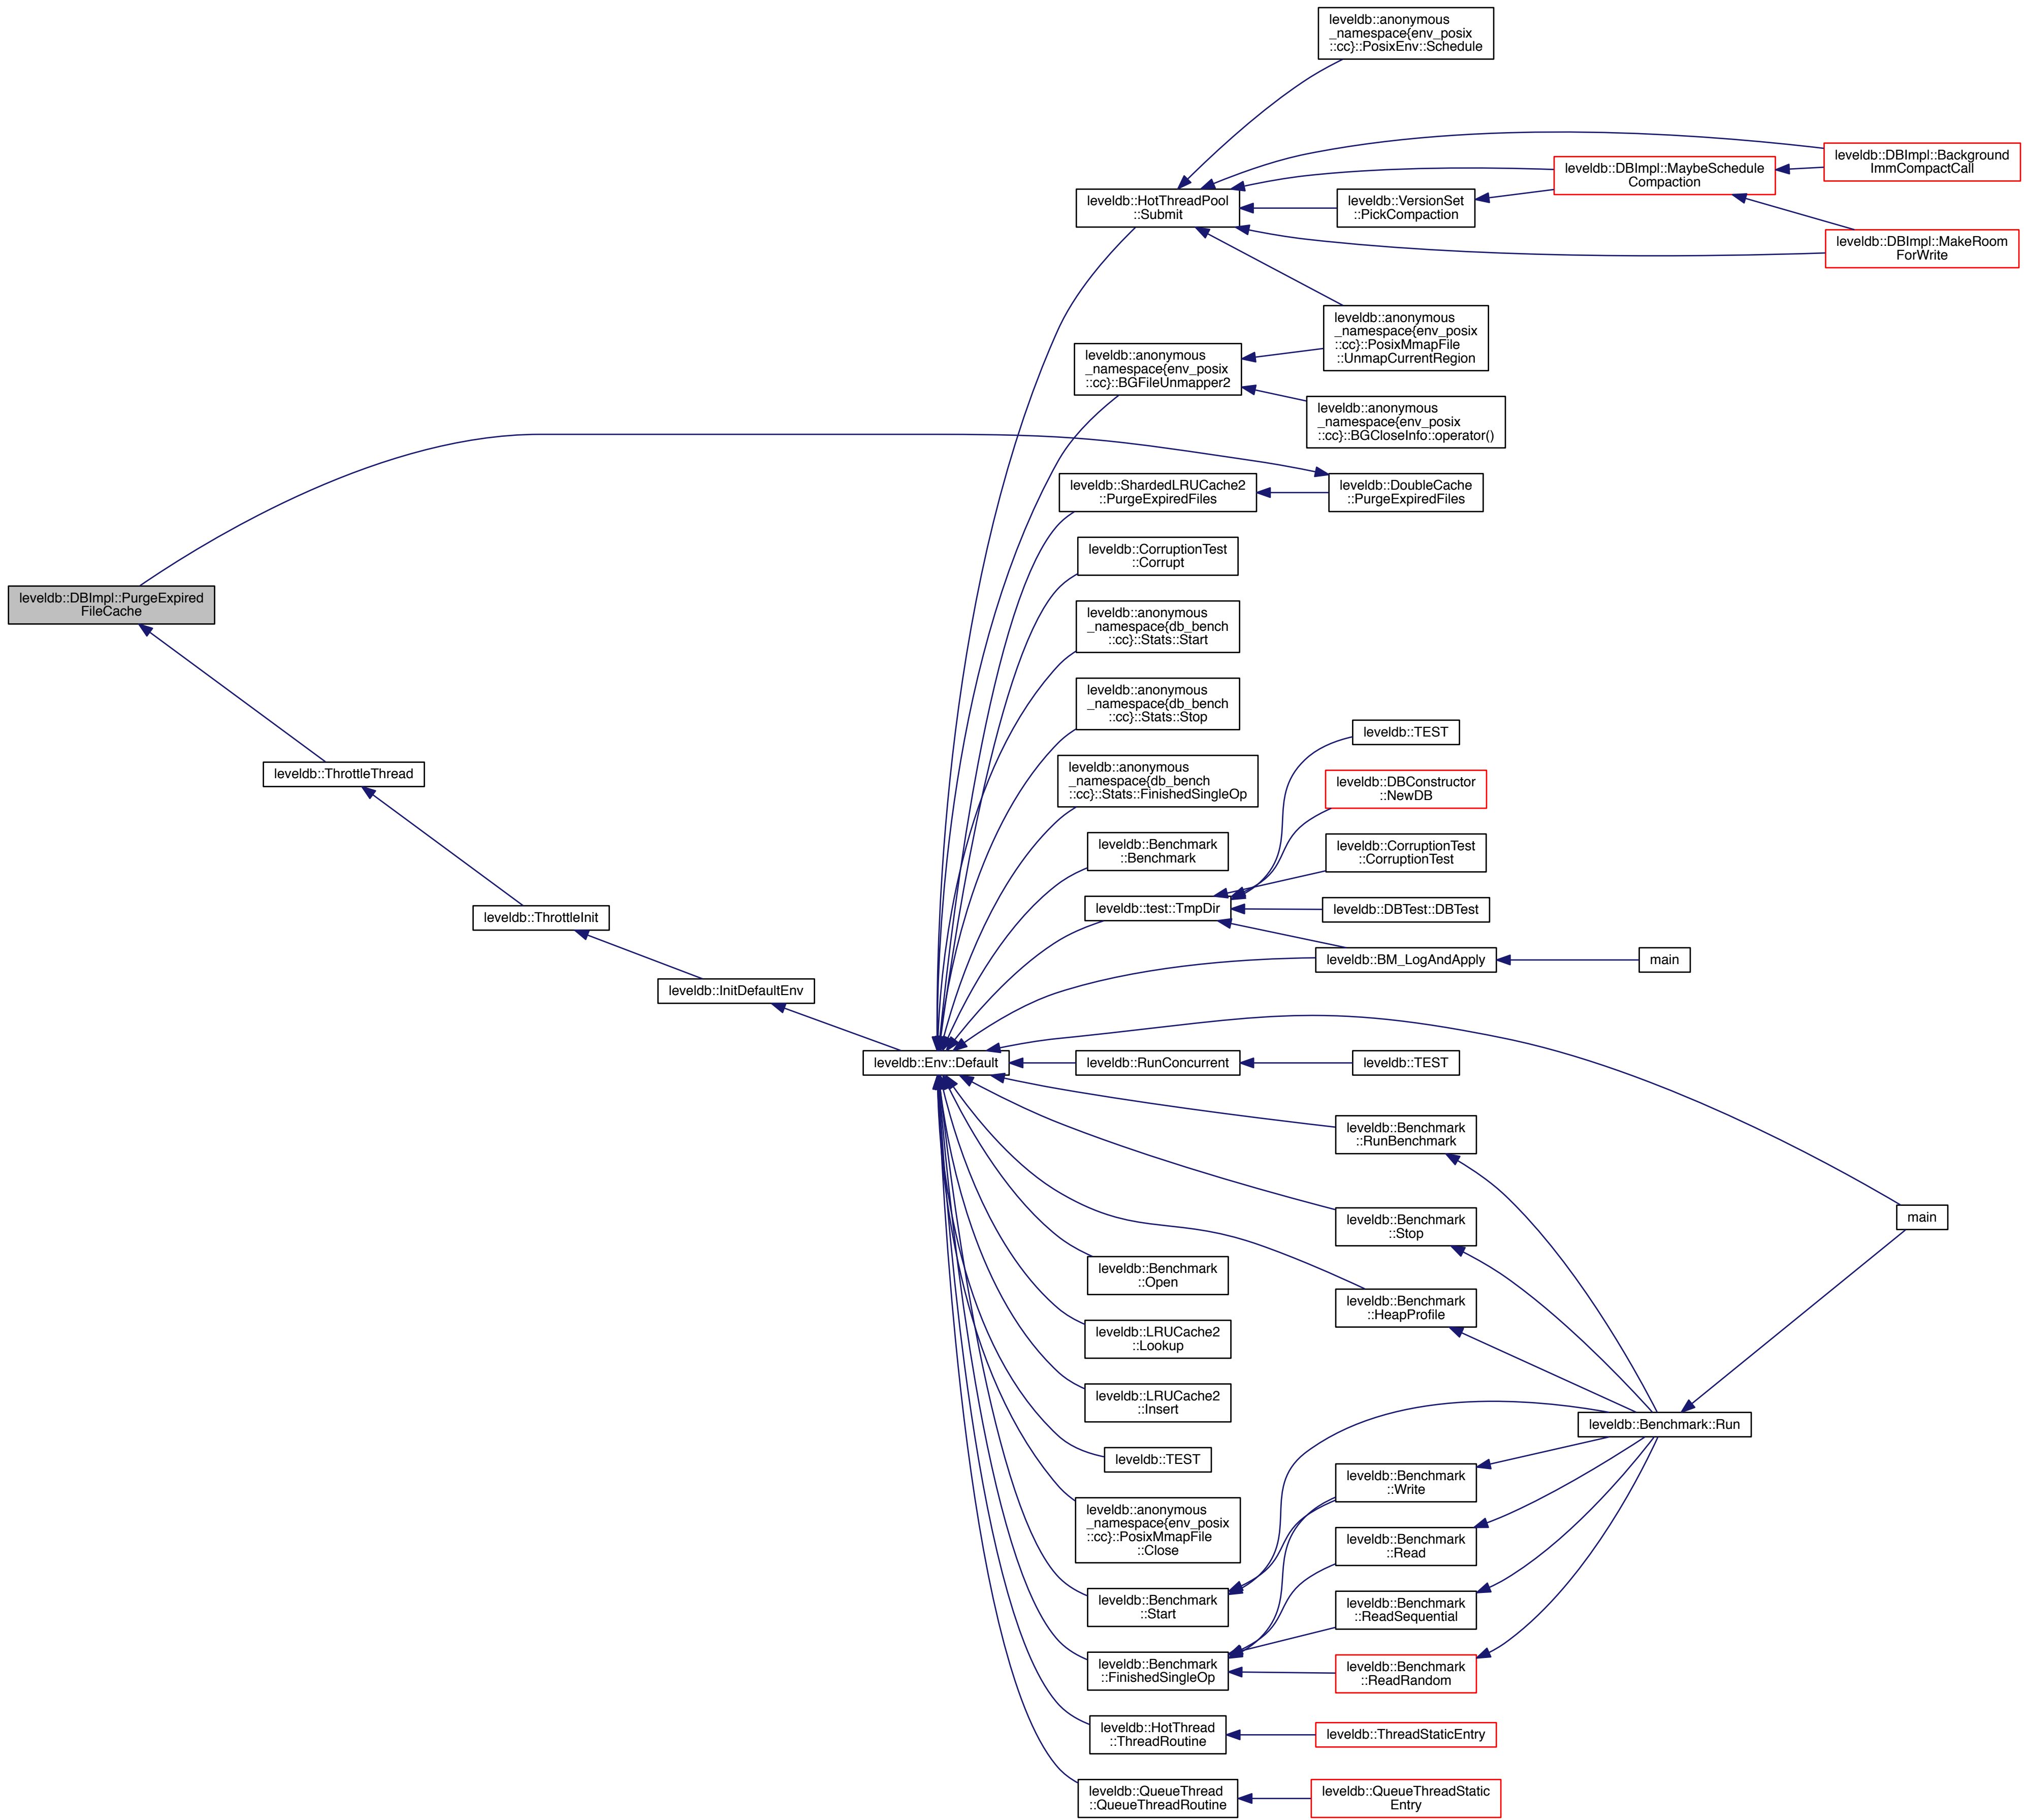 leveldb::anonymous
_namespace{env_posix
::cc}::PosixEnv::Schedule
leveldb::DBImpl::Background
ImmCompactCall
leveldb::DBImpl::MaybeSchedule
Compaction
leveldb::HotThreadPool
::Submit
leveldb::VersionSet
::PickCompaction
leveldb::DBImpl::MakeRoom
ForWrite
leveldb::anonymous
_namespace{env_posix
::cc}::PosixMmapFile
::UnmapCurrentRegion
leveldb::anonymous
_namespace{env_posix
::cc}::BGFileUnmapper2
leveldb::anonymous
_namespace{env_posix
::cc}::BGCloseInfo::operator()
leveldb::ShardedLRUCache2
::PurgeExpiredFiles
leveldb::DoubleCache
::PurgeExpiredFiles
leveldb::CorruptionTest
::Corrupt
leveldb::DBImpl::PurgeExpired
FileCache
leveldb::anonymous
_namespace{db_bench
::cc}::Stats::Start
leveldb::anonymous
_namespace{db_bench
::cc}::Stats::Stop
leveldb::TEST
leveldb::ThrottleThread
leveldb::anonymous
_namespace{db_bench
::cc}::Stats::FinishedSingleOp
leveldb::DBConstructor
::NewDB
leveldb::Benchmark
::Benchmark
leveldb::CorruptionTest
::CorruptionTest
leveldb::ThrottleInit
leveldb::test::TmpDir
leveldb::DBTest::DBTest
leveldb::BM_LogAndApply
main
leveldb::InitDefaultEnv
leveldb::Env::Default
leveldb::RunConcurrent
leveldb::TEST
leveldb::Benchmark
::RunBenchmark
leveldb::Benchmark
::Stop
main
leveldb::Benchmark
::Open
leveldb::Benchmark
::HeapProfile
leveldb::LRUCache2
::Lookup
leveldb::LRUCache2
::Insert
leveldb::Benchmark::Run
leveldb::TEST
leveldb::Benchmark
::Write
leveldb::anonymous
_namespace{env_posix
::cc}::PosixMmapFile
::Close
leveldb::Benchmark
::Read
leveldb::Benchmark
::Start
leveldb::Benchmark
::ReadSequential
leveldb::Benchmark
::FinishedSingleOp
leveldb::Benchmark
::ReadRandom
leveldb::HotThread
::ThreadRoutine
leveldb::ThreadStaticEntry
leveldb::QueueThread
::QueueThreadRoutine
leveldb::QueueThreadStatic
Entry